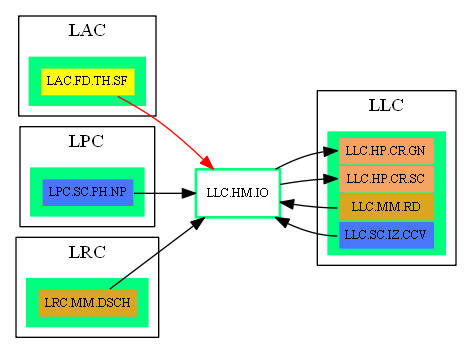 LAC
LAC.FD.TH.SF
LPC
LPC.SC.PH.NP
LRC
LRC.MM.DSCH
LLC.HM.IO
LLC
LLC.HP.CR.GN
LLC.HP.CR.SC
LLC.MM.RD
LLC.SC.IZ.CCV